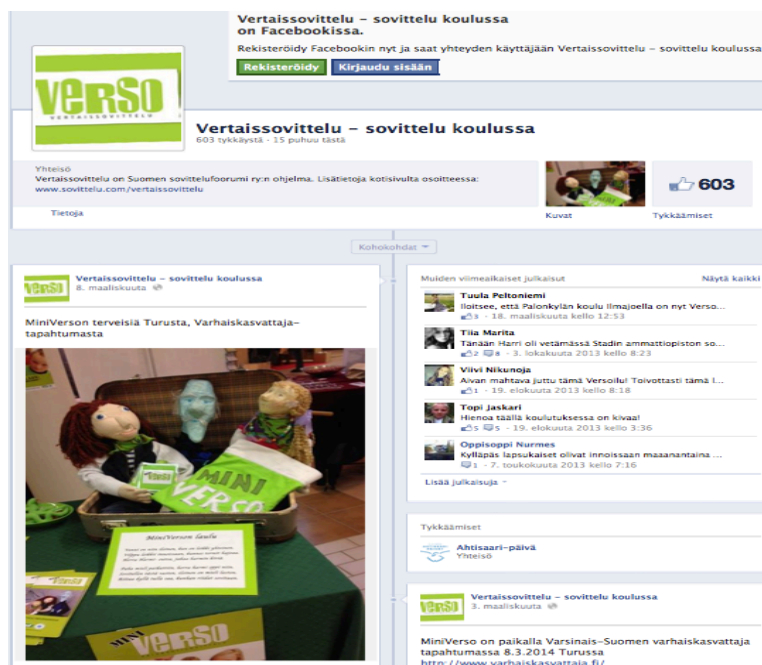 Vertaissovittelu – sovittelu koulussa
on Facebookissa.
Rekisteröidy Facebookin nyt ja saat yhteyden käyttäjään Vertaissovittelu – sovittelu koulussa
Rekisteröidy
Kirjaudu sisään
VERSO
VERTAISSOVITTELU
Vertaissovittelu – sovittelu koulussa
603 tykkäystä · 15 puhuu tästä
Yhteisö
Vertaissovittelu on Suomen sovittelufoorumi ry:n ohjelma. Lisätietoja kotisivulta osoitteessa:
www.sovittelu.com/vertaissovittelu
Tietoja
Kuvat
603
Tykkäämiset
Kohokohdat
VERSO
Vertaissovittelu – sovittelu koulussa
8. maaliskuuta
MiniVerson terveisiä Turusta, Varhaiskasvattaja-
tapahtumasta
MINI
VERSO
MiniVerson laulu
MINI
VERSO
Muiden viimeaikaiset julkaisut
Näytä kaikki
Tuula Peltoniemi
Iloitsee, että Palonkylän koulu Ilmajoella on nyt Verso...
3 · 18. maaliskuuta kello 12:53
Tiia Marita
Tänään Harri oli vetämässä Stadin ammattiopiston so...
2 8 · 3. lokakuuta 2013 kello 8:23
Viivi Nikunoja
Aivan mahtava juttu tämä Versoilu! Toivottasti tämä l...
1 · 19. elokuuta 2013 kello 8:18
Topi Jaskari
Hienoa täällä koulutuksessa on kivaa!
5 5 · 19. elokuuta 2013 kello 3:36
Oppisoppi Nurmes
Kylläpäs lapsukaiset olivat innoissaan maaanantaina ...
1 · 7. toukokuuta 2013 kello 7:16
Lisää julkaisuja
Tykkäämiset
Ahtisaari-päivä
Yhteisö
VERSO
Vertaissovittelu – sovittelu koulussa
3. maaliskuuta
MiniVerso on paikalla Varsinais-Suomen varhaiskasvattaja
tapahtumassa 8.3.2014 Turussa
http://www.varhaiskasvattaja.fi/